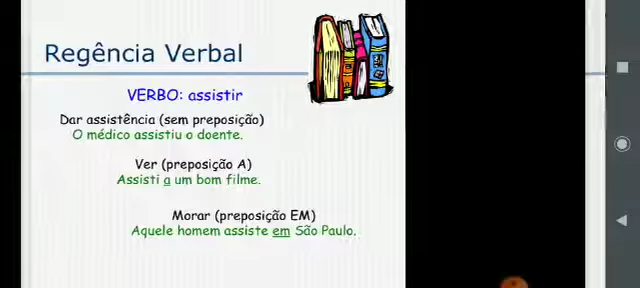 Regência Verbal
VERBO: assistir
Dar assistência (sem preposição)
O médico assistiu o doente.
Ver (preposição A)
Assisti a um bom filme.
Morar (preposição EM)
Aquele homem assiste em São Paulo.